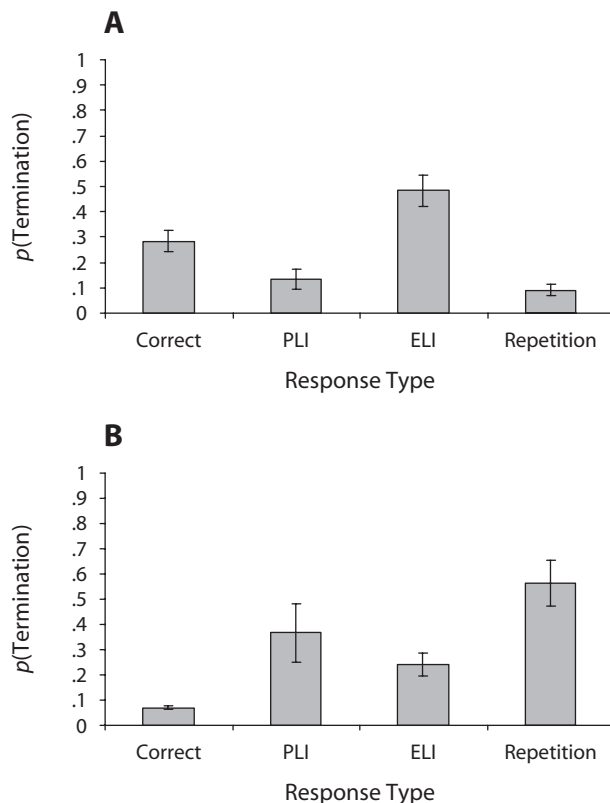 A
1
.9
.8
.7
.6
.5
.4
.3
.2
.1
0
p(Termination)
Correct PLI ELI Repetition
Response Type
B
1
.9
.8
.7
.6
.5
.4
.3
.2
.1
0
p(Termination)
Correct PLI ELI Repetition
Response Type